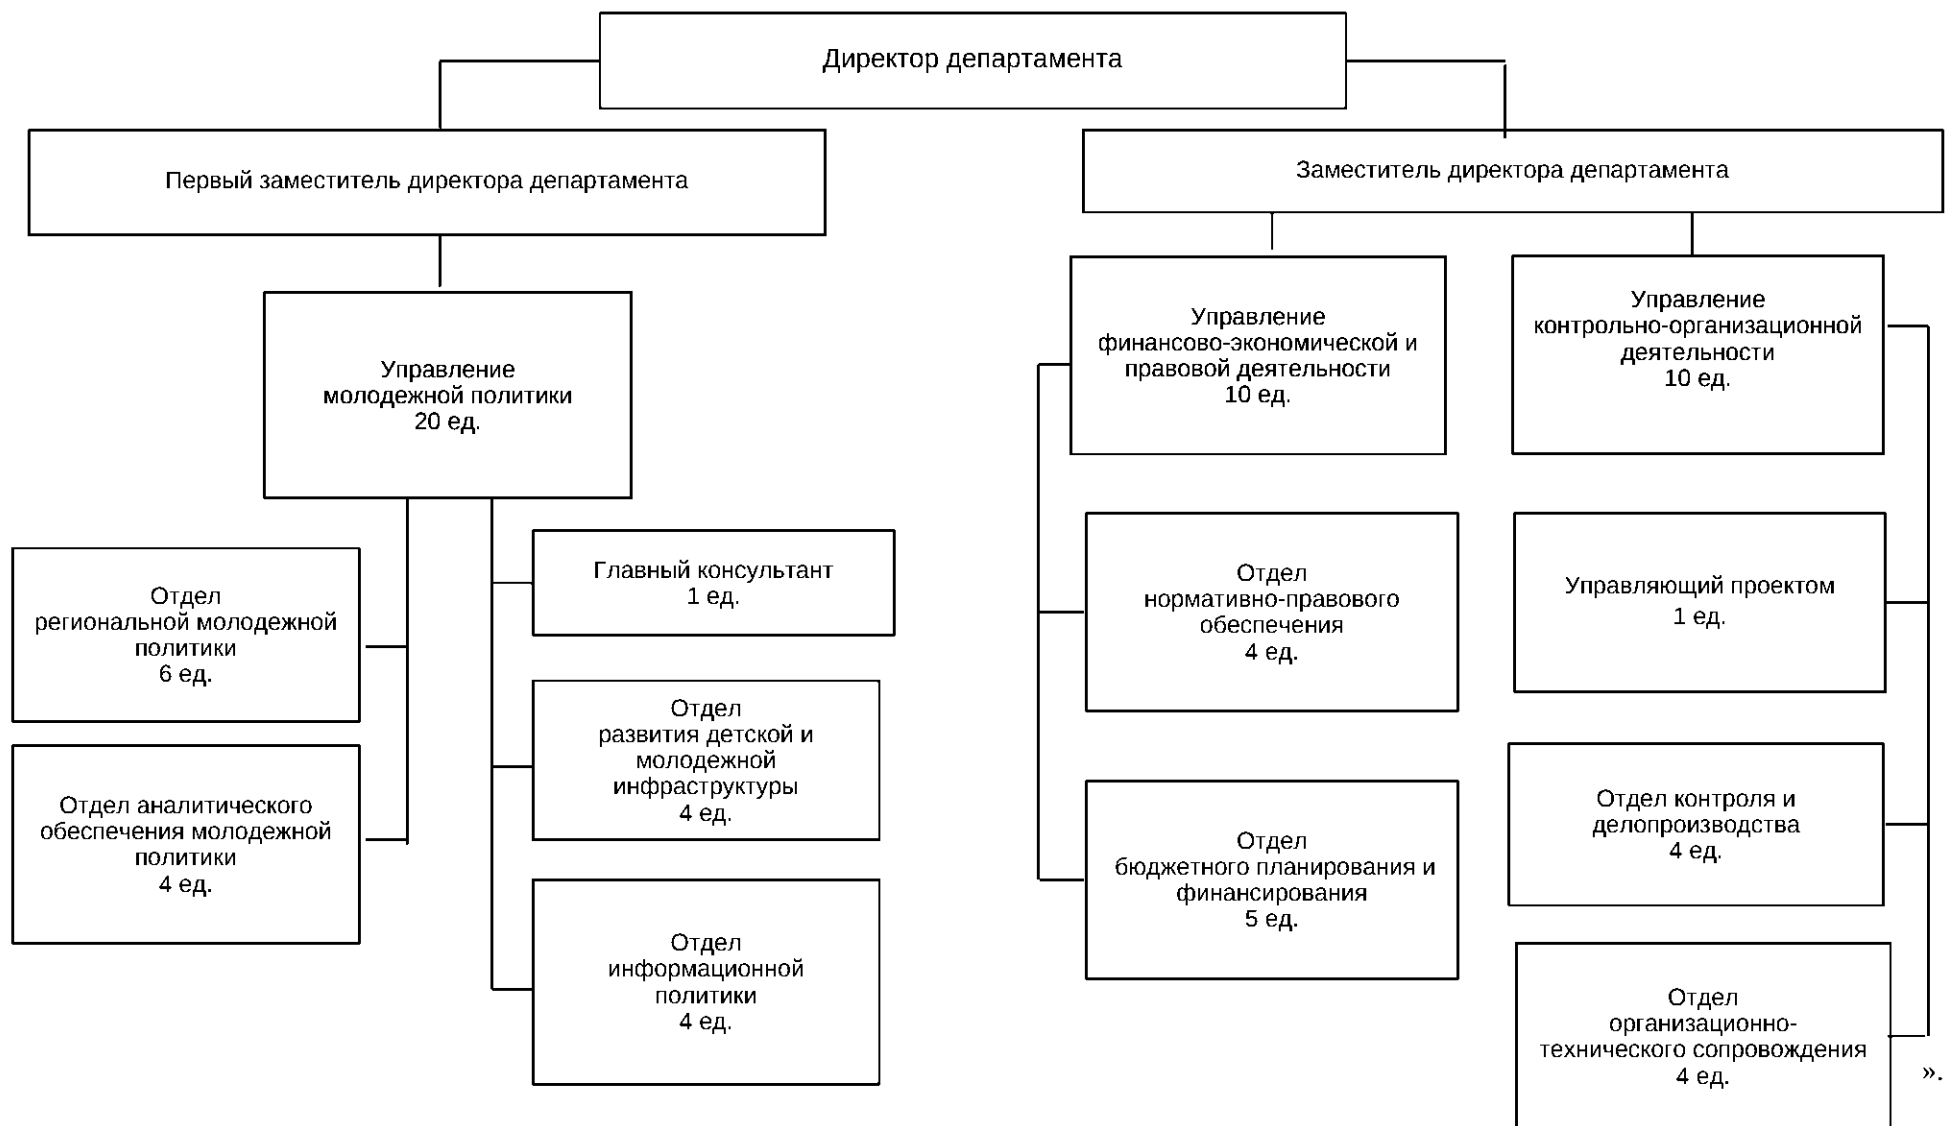 Директор департамента
Первый заместитель директора департамента
Заместитель директора департамента
Управление
молодежной политики
20 ед.
Управление
финансово-экономической и
правовой деятельности
10 ед.
Управление
контрольно-организационной
деятельности
10 ед.
Отдел
региональной молодежной
политики
6 ед.
Отдел аналитического
обеспечения молодежной
политики
4 ед.
Главный консультант
1 ед.
Отдел
развития детской и
молодежной
инфраструктуры
4 ед.
Отдел
информационной
политики
4 ед.
Отдел
нормативно-правового
обеспечения
4 ед.
Отдел
бюджетного планирования и
финансирования
5 ед.
Управляющий проектом
1 ед.
Отдел контроля и
делопроизводства
4 ед.
Отдел
организационно-
технического сопровождения
4 ед.
».